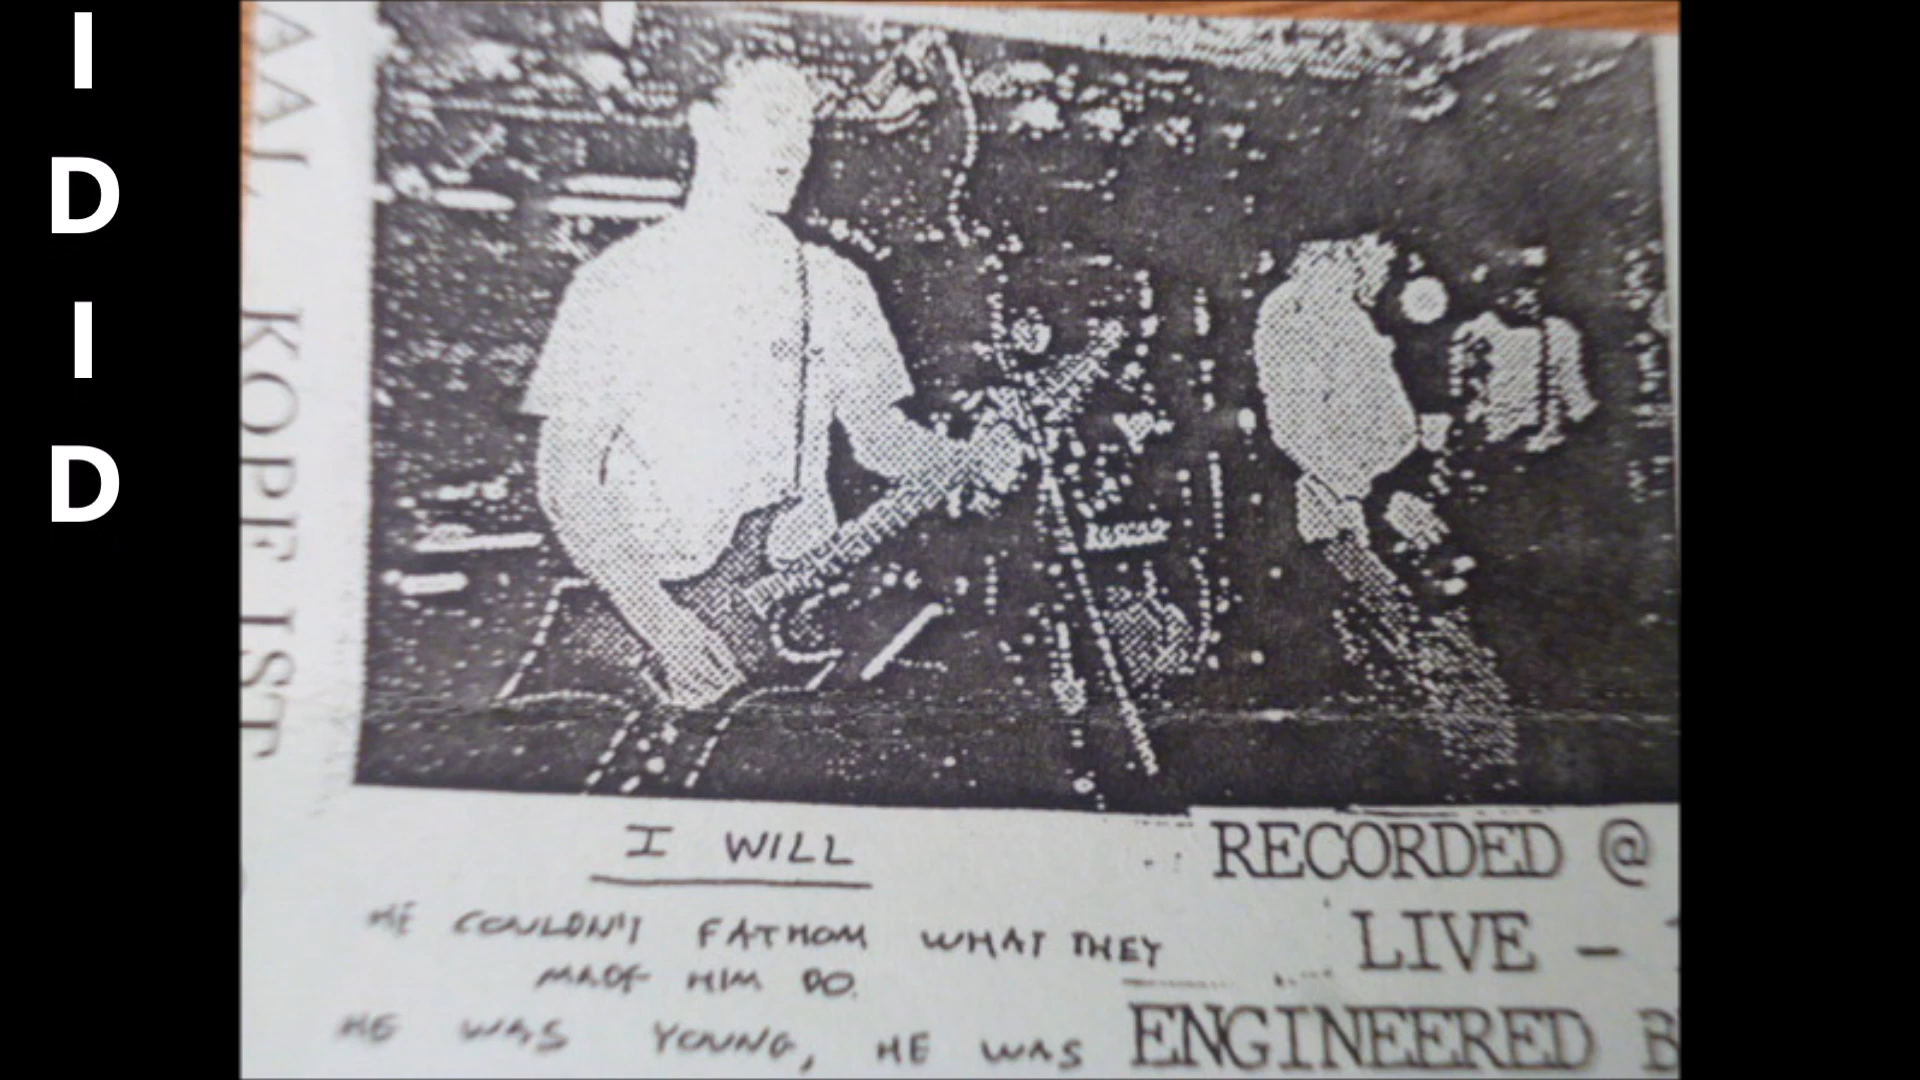 I
D
I
D
KOPF IST
I WILL
HE COULDN'T FATHOM WHAT THEY
MADE HIM DO.
HE WAS YOUNG, HE WAS
RECORDED @
LIVE -
ENGINEERED B